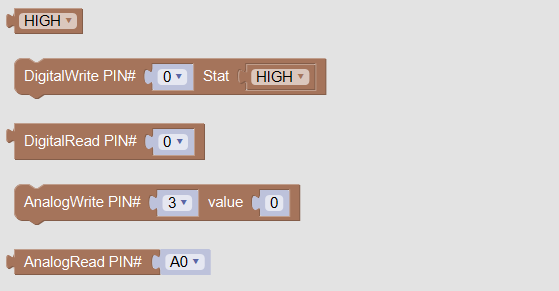 HIGH
DigitalWrite PIN# 0 Stat HIGH
DigitalRead PIN# 0
AnalogWrite PIN# 3 value 0
AnalogRead PIN# A0